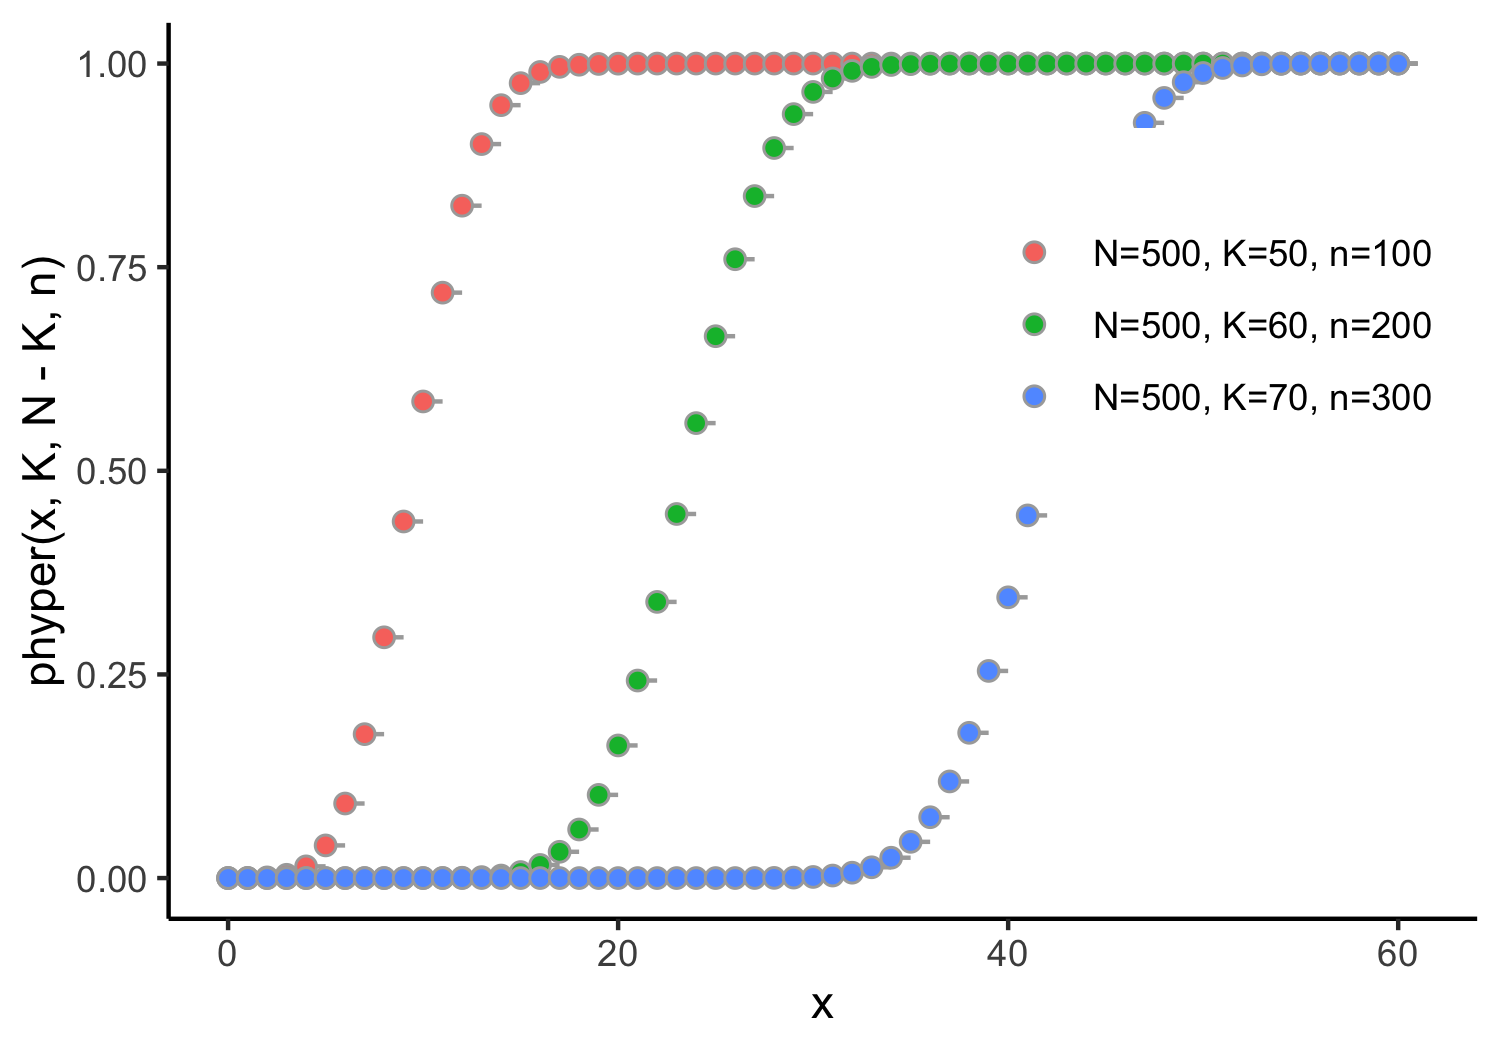 phyper(x, K, N - K, n)
1.00
0.75
0.50
0.25
0.00
N=500, K=50, n=100
N=500, K=60, n=200
N=500, K=70, n=300
0 20 40 60
x